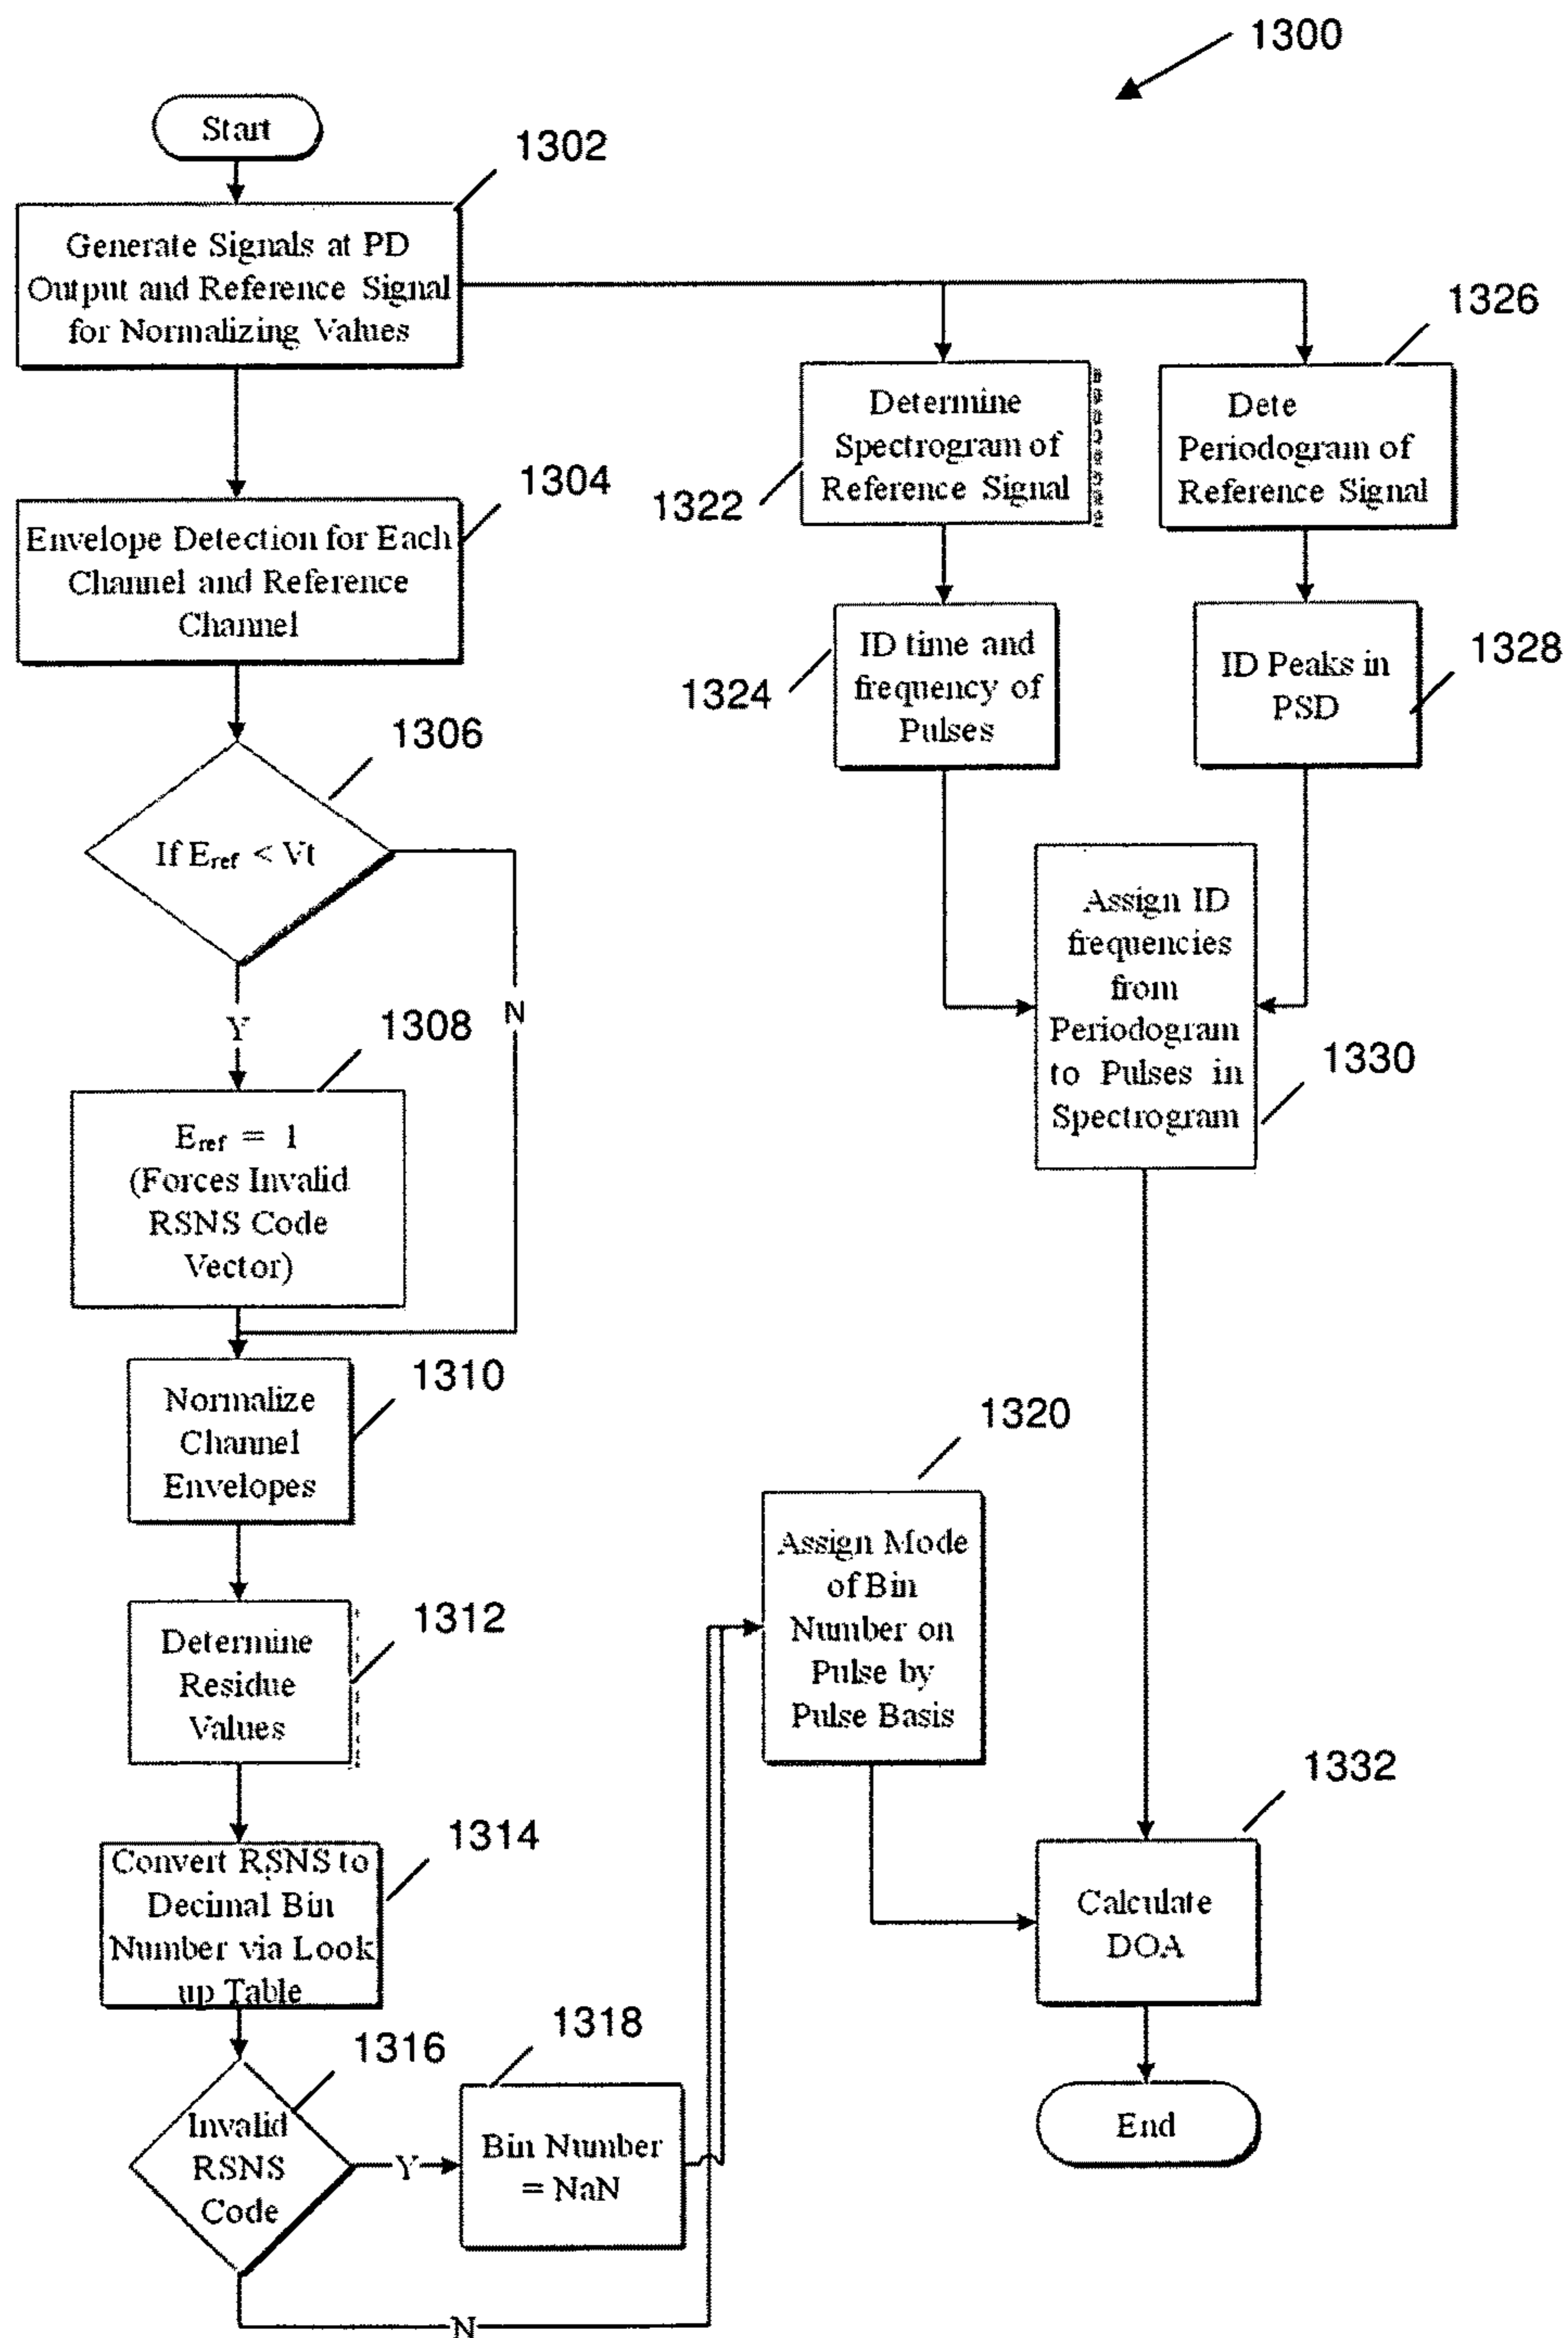 1300
Start
1302
Generate Signals at PD
Output and Reference Signal
for Normalizing Values
1304
Envelope Detection for Each
Channel and Reference
Channel
1306
If Eref < Vt
N
Y
1308
Eref = 1
(Forces Invalid
RSNS Code
Vector)
1310
Normalize
Channel
Envelopes
1312
Determine
Residue
Values
1314
Convert RSNS to
Decimal Bin
Number via Look
up Table
1316
Invalid
RSNS
Code
Y
N
1318
Bin Number
= NaN
1320
Assign Mode
of Bin
Number on
Pulse by
Pulse Basis
1322
Determine
Spectrogram of
Reference Signal
1324
ID time and
frequency of
Pulses
1326
Dete
Periodogram of
Reference Signal
1328
ID Peaks in
PSD
1330
Assign ID
frequencies
from
Periodogram
to Pulses in
Spectrogram
1332
Calculate
DOA
End